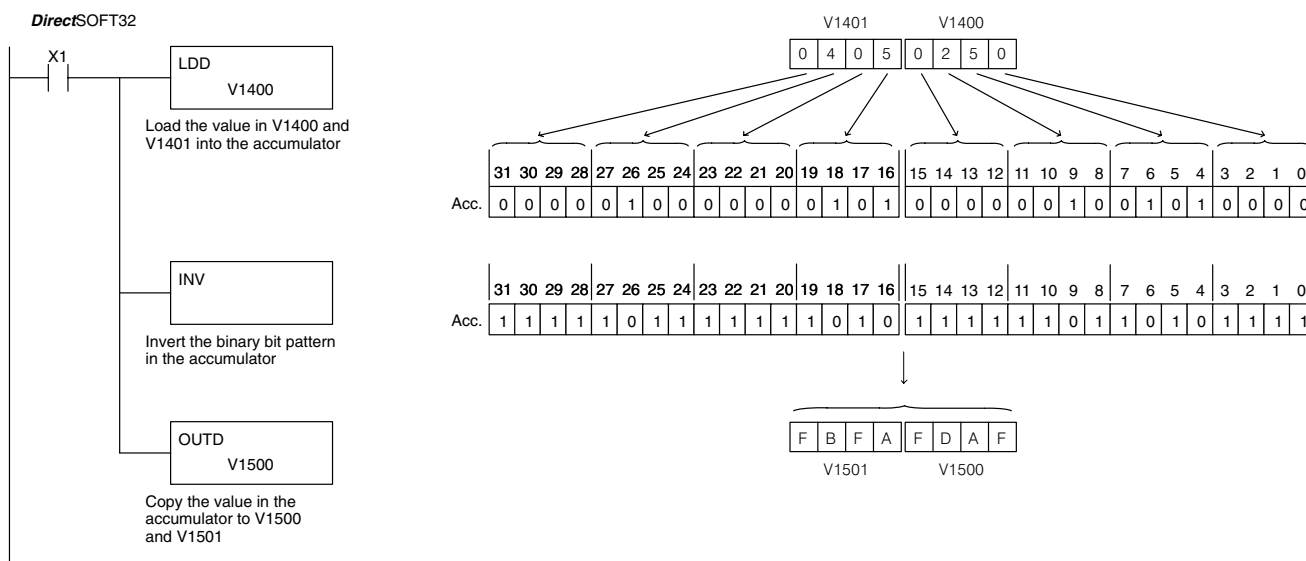 DirectSOFT32
X1
LDD
V1400
Load the value in V1400 and
V1401 into the accumulator
INV
Invert the binary bit pattern
in the accumulator
OUTD
V1500
Copy the value in the
accumulator to V1500
and V1501
V1401 V1400
0 4 0 5 0 2 5 0
31 30 29 28 27 26 25 24 23 22 21 20 19 18 17 16 15 14 13 12 11 10 9 8 7 6 5 4 3 2 1 0
Acc. 0 0 0 0 0 1 0 0 0 0 0 0 0 1 0 1 0 0 0 0 0 0 1 0 0 1 0 1 0 0 0 0
31 30 29 28 27 26 25 24 23 22 21 20 19 18 17 16 15 14 13 12 11 10 9 8 7 6 5 4 3 2 1 0
Acc. 1 1 1 1 1 0 1 1 1 1 1 1 1 0 1 0 1 1 1 1 1 1 0 1 1 0 1 0 1 1 1 1
F B F A F D A F
V1501 V1500